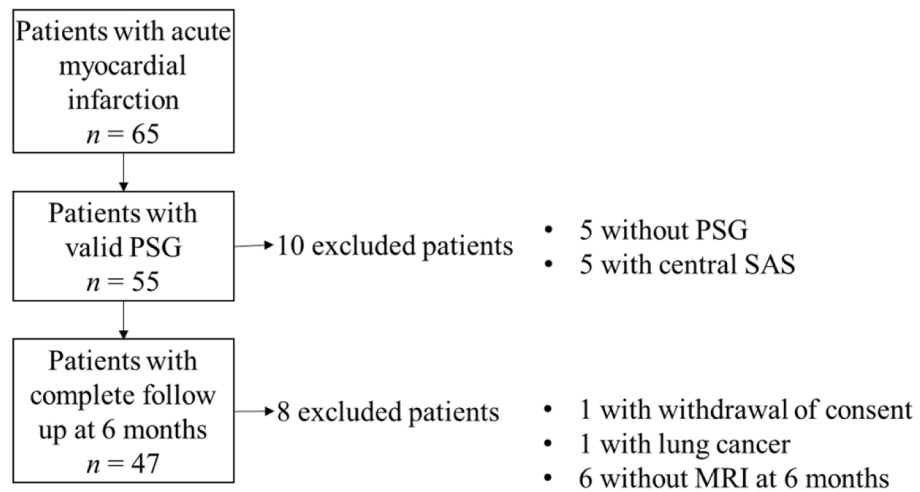 Patients with acute
myocardial
infarction
n = 65
Patients with
valid PSG
n = 55
10 excluded patients
• 5 without PSG
• 5 with central SAS
Patients with
complete follow
up at 6 months
n = 47
8 excluded patients
• 1 with withdrawal of consent
• 1 with lung cancer
• 6 without MRI at 6 months